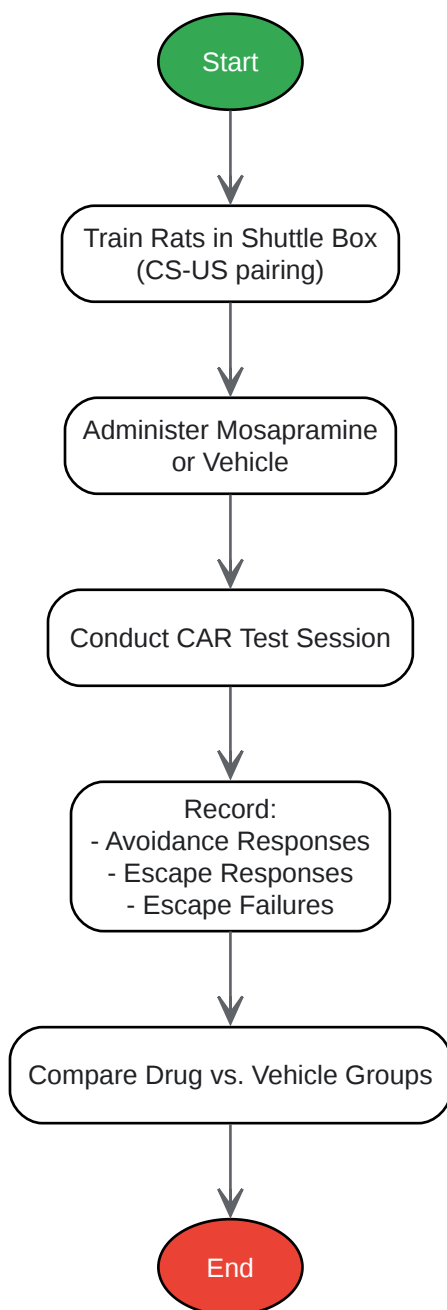 Start
Train Rats in Shuttle Box
(CS-US pairing)
Administer Mosapramine
or Vehicle
Conduct CAR Test Session
Record:
- Avoidance Responses
- Escape Responses
- Escape Failures
Compare Drug vs. Vehicle Groups
End